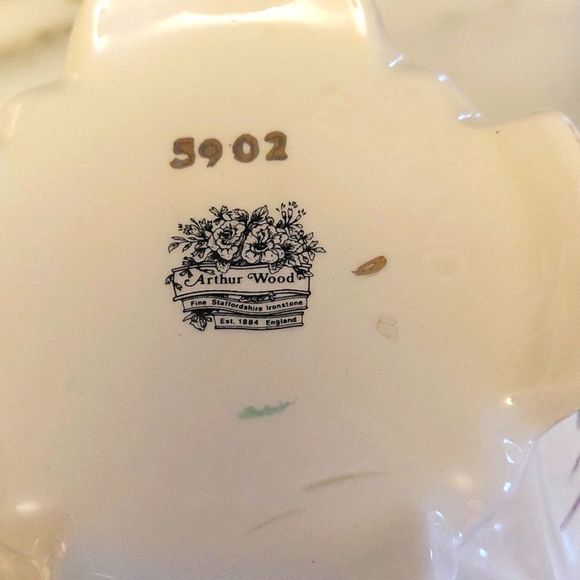 5902
Arthur Wood
Fine Staffordshire Ironstone
Est. 1884 England